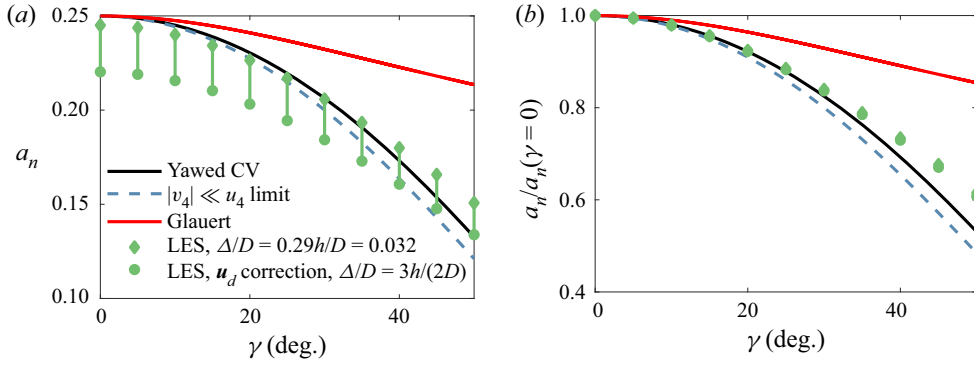 (a)
0.25
0.20
0.15
0.10
a_n
Yawed CV
|v₄| ≪ u₄ limit
Glauert
LES, Δ/D = 0.29h/D = 0.032
LES, u_d correction, Δ/D = 3h/(2D)
0 20 40
γ (deg.)
(b)
1.0
0.8
0.6
0.4
a_n/a_n(γ = 0)
0 20 40
γ (deg.)